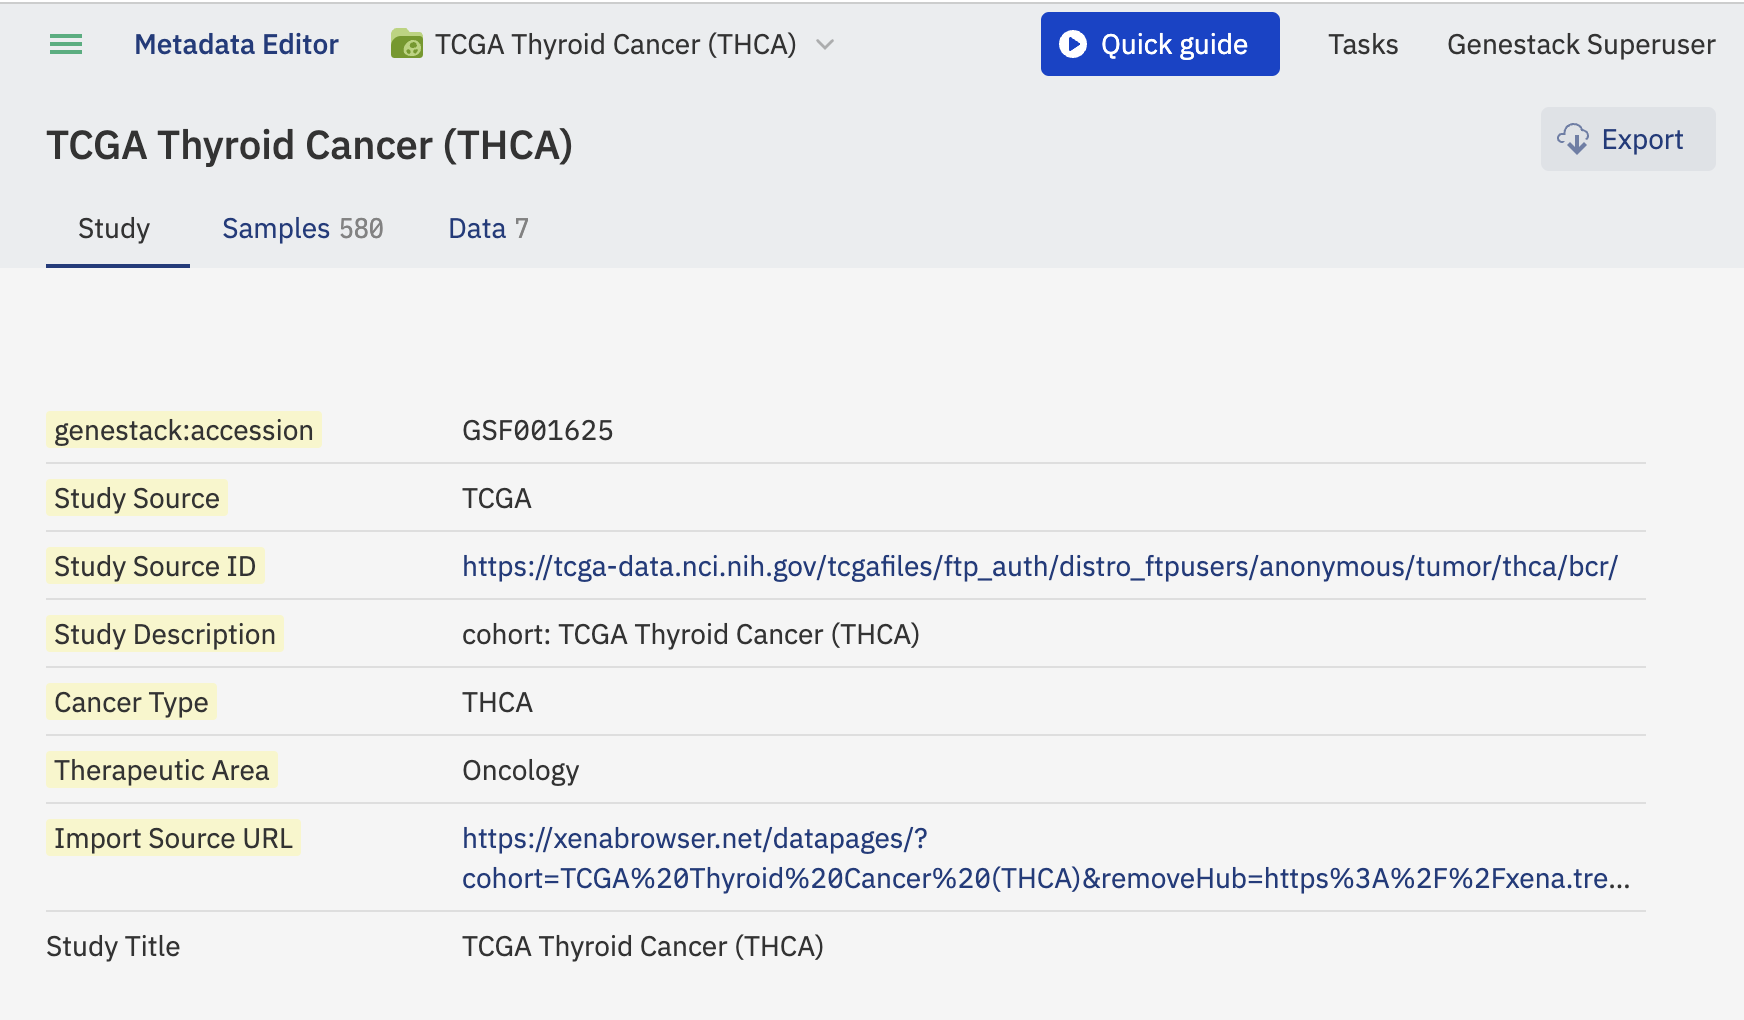 Metadata Editor TCGA Thyroid Cancer (THCA) Quick guide Tasks Genestack Superuser
TCGA Thyroid Cancer (THCA) Export
Study Samples 580 Data 7
genestack:accession GSF001625
Study Source TCGA
Study Source ID https://tcga-data.nci.nih.gov/tcgafiles/ftp_auth/distro_ftpusers/anonymous/tumor/thca/bcr/
Study Description cohort: TCGA Thyroid Cancer (THCA)
Cancer Type THCA
Therapeutic Area Oncology
Import Source URL https://xenabrowser.net/datapages/?
cohort=TCGA%20Thyroid%20Cancer%20(THCA)&removeHub=https%3A%2F%2Fxena.tre...
Study Title TCGA Thyroid Cancer (THCA)